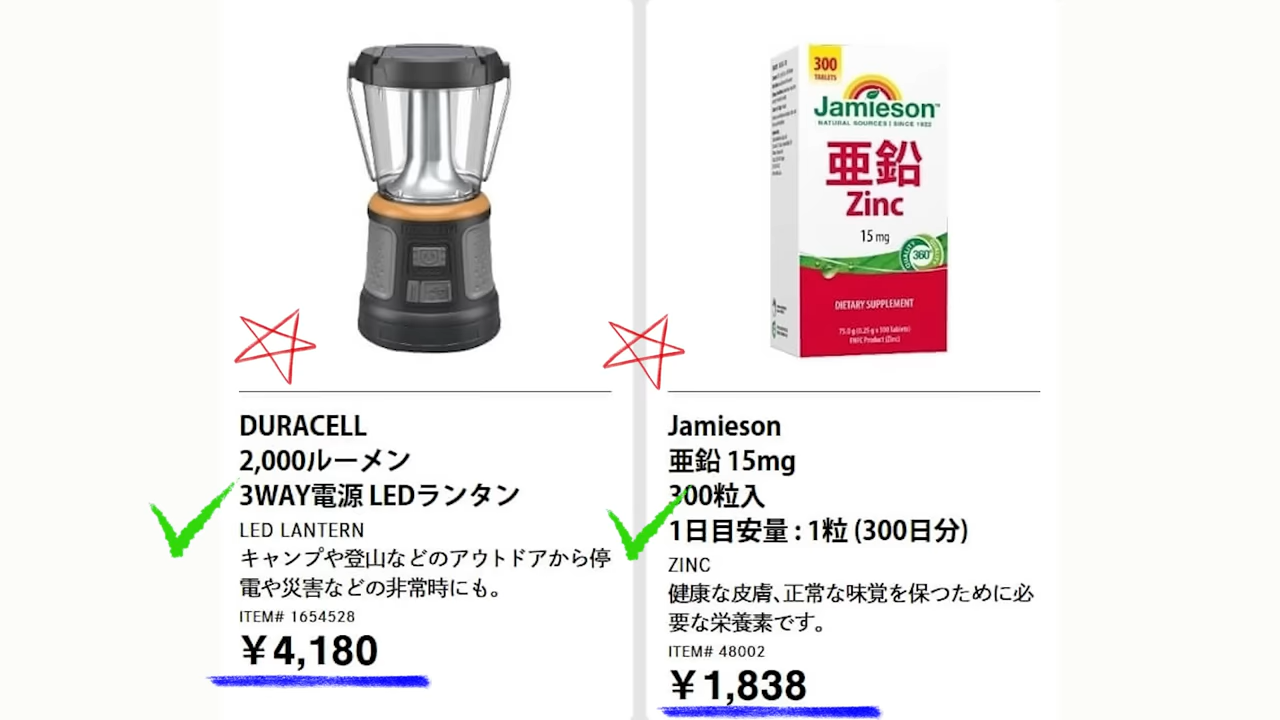 DURACELL
2,000ルーメン
3WAY電源 LEDランタン
LED LANTERN
キャンプや登山などのアウトドアから停
電や災害などの非常時にも。
ITEM# 1654528
¥4,180
300
TABLETS
Jamieson™
NATURAL SOURCES | SINCE 1922
亜鉛
Zinc
15 mg
QUALITY
360°
DIETARY SUPPLEMENT
Jamieson
亜鉛 15mg
300粒入
1日目安量 : 1粒 (300日分)
ZINC
健康な皮膚、正常な味覚を保つために必
要な栄養素です。
ITEM# 48002
¥1,838